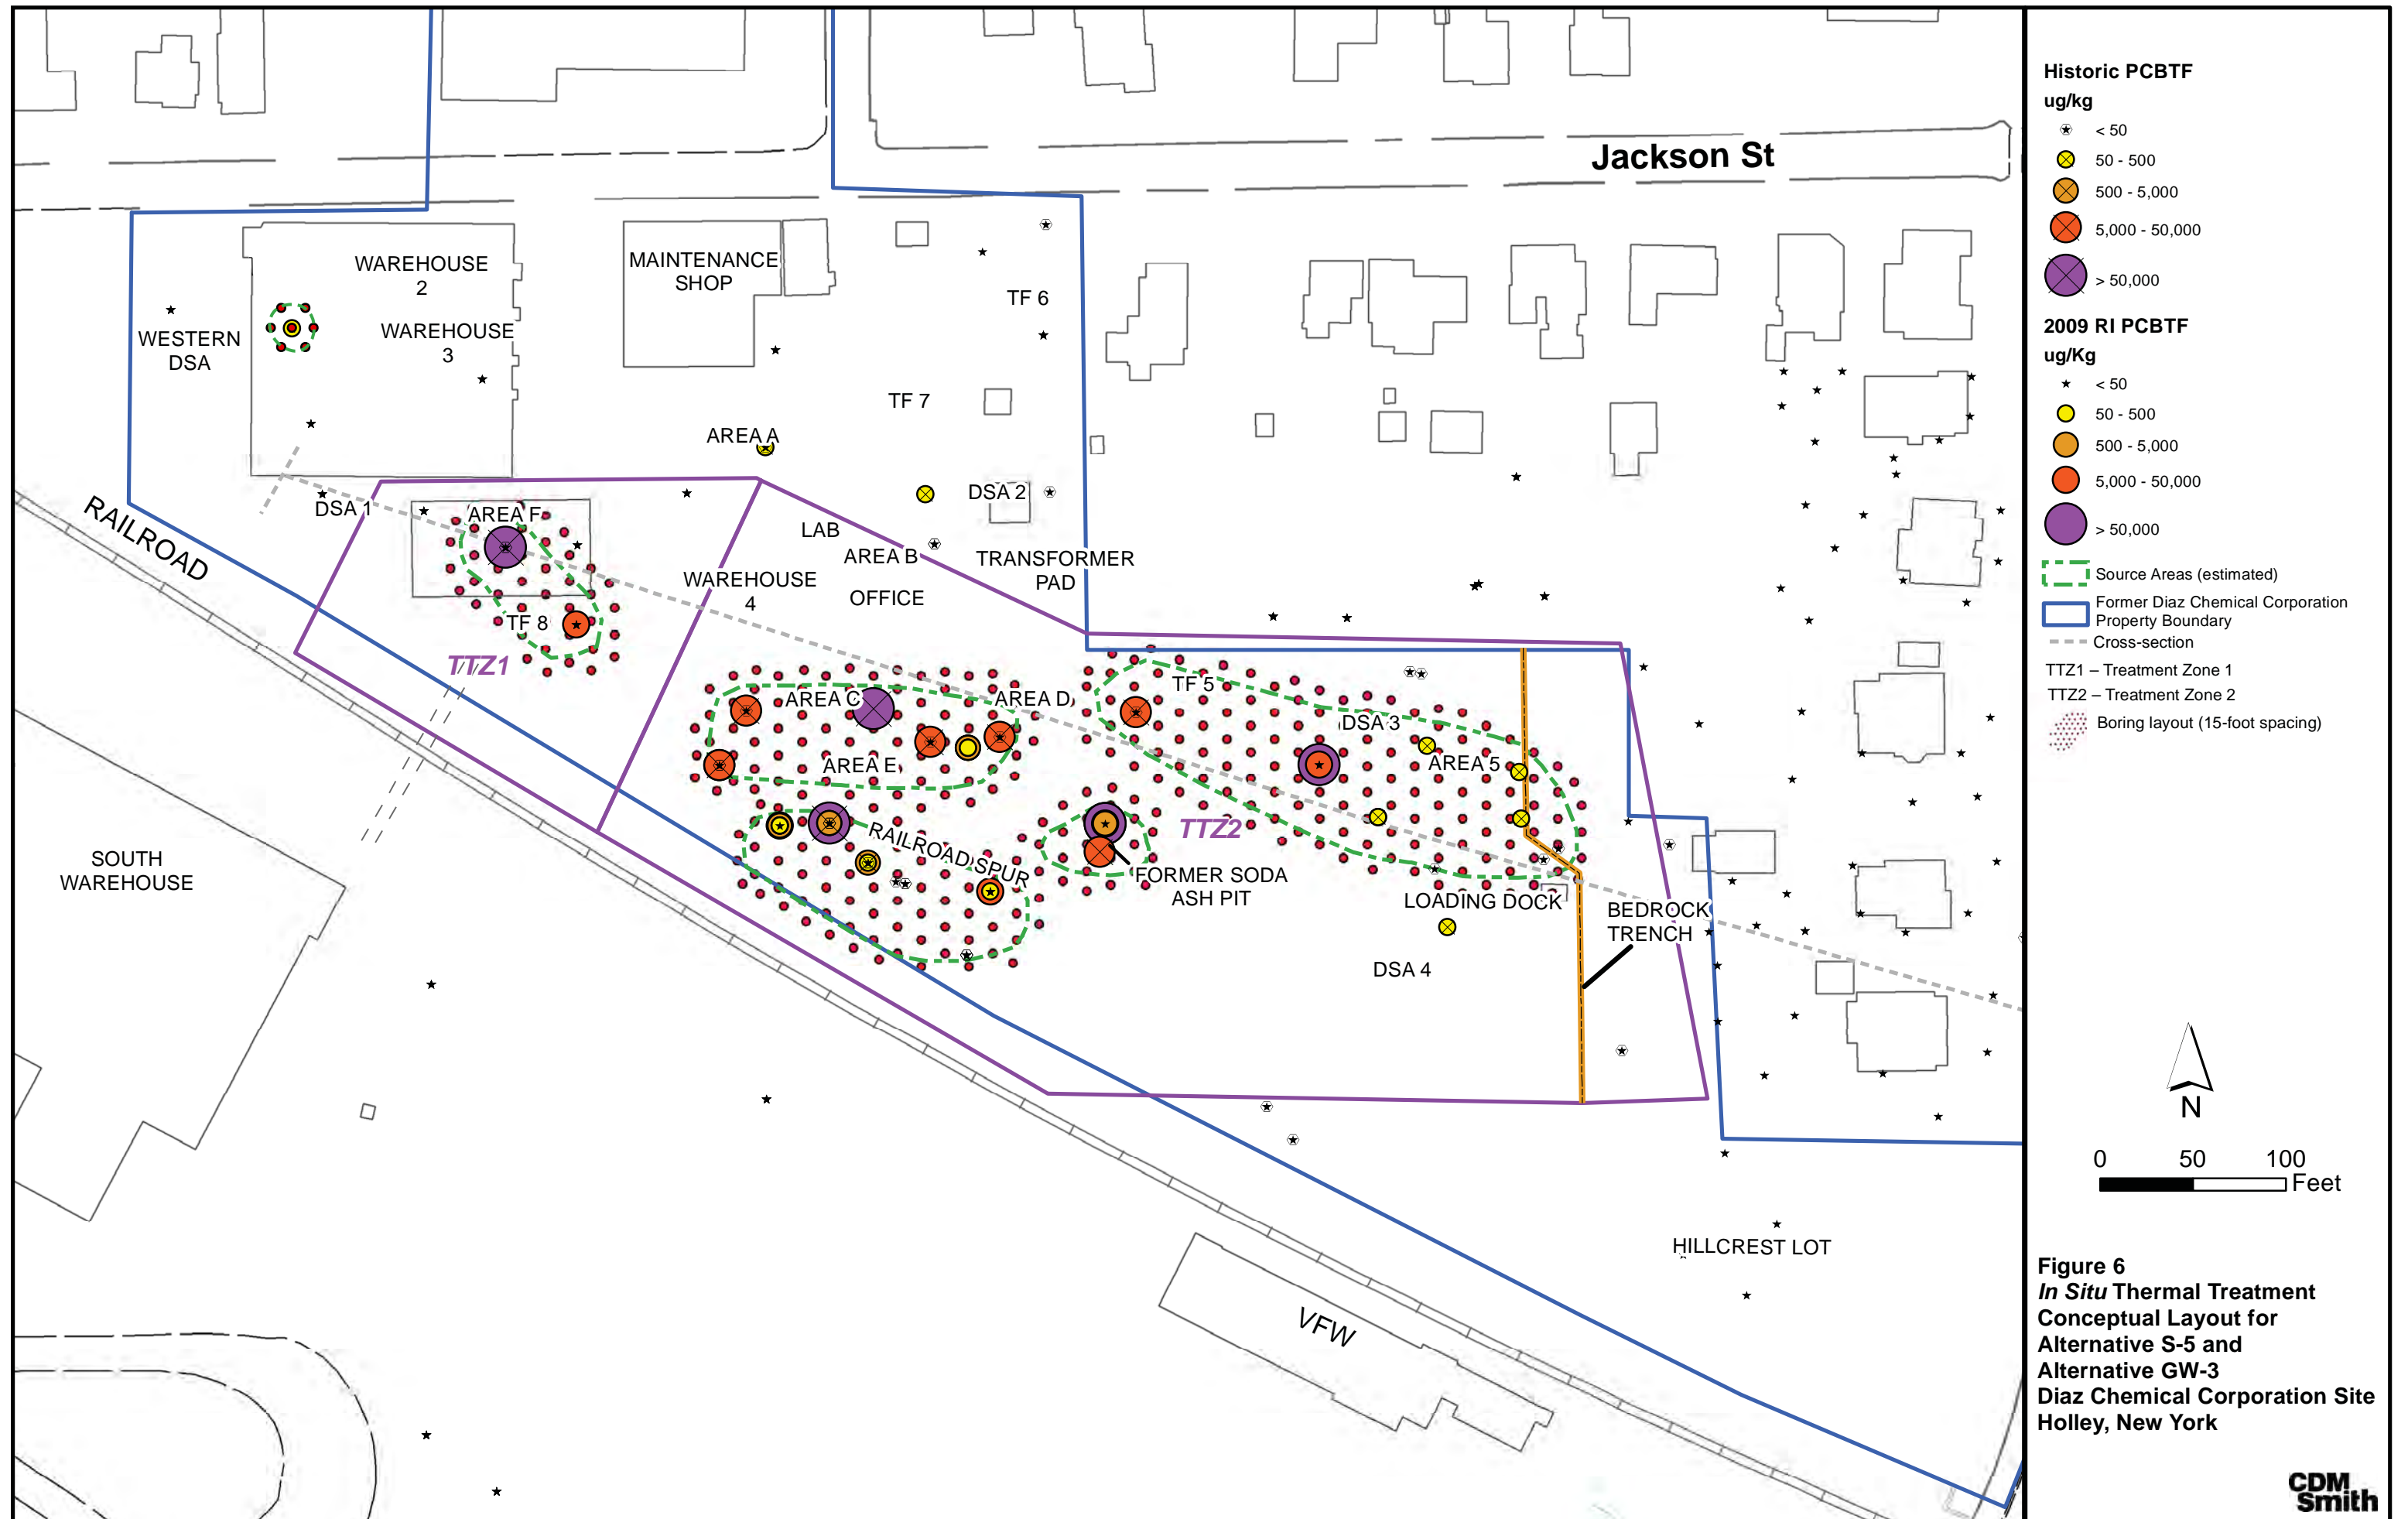 Jackson St
WAREHOUSE
2
WAREHOUSE
3
WESTERN
DSA
MAINTENANCE
SHOP
TF 6
TF 7
AREA A
DSA 1
DSA 2
RAILROAD
AREA F
LAB
AREA B
OFFICE
TRANSFORMER
PAD
WAREHOUSE
4
TF 8
TTZ1
AREA C
AREA D
TF 5
DSA 3
AREA E
AREA 5
RAILROAD SPUR
TTZ2
SOUTH
WAREHOUSE
FORMER SODA
ASH PIT
LOADING DOCK
BEDROCK
TRENCH
DSA 4
HILLCREST LOT
VFW
Historic PCBTF
ug/kg
< 50
50 - 500
500 - 5,000
5,000 - 50,000
> 50,000
2009 RI PCBTF
ug/Kg
< 50
50 - 500
500 - 5,000
5,000 - 50,000
> 50,000
Source Areas (estimated)
Former Diaz Chemical Corporation
Property Boundary
Cross-section
TTZ1 – Treatment Zone 1
TTZ2 – Treatment Zone 2
Boring layout (15-foot spacing)
N
0 50 100
Feet
Figure 6
In Situ Thermal Treatment
Conceptual Layout for
Alternative S-5 and
Alternative GW-3
Diaz Chemical Corporation Site
Holley, New York
CDM
Smith